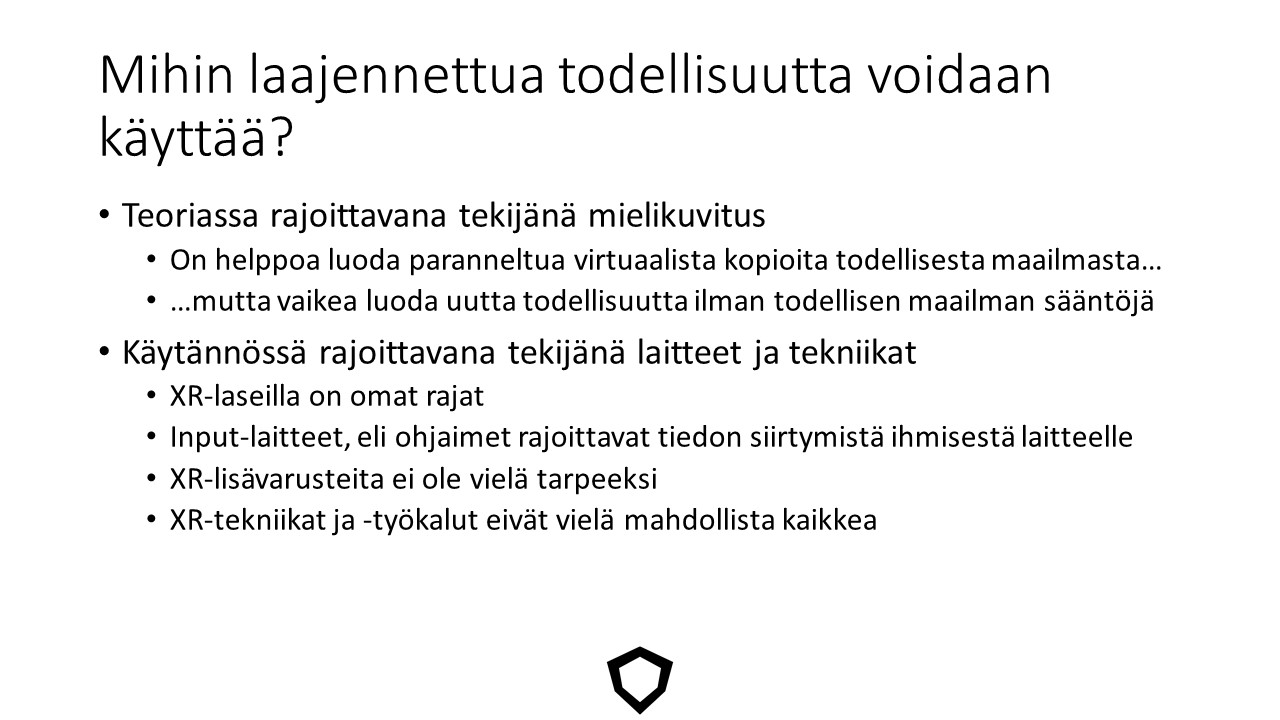 Mihin laajennettua todellisuutta voidaan
käyttää?
• Teoriassa rajoittavana tekijänä mielikuvitus
• On helppoa luoda paranneltua virtuaalista kopioita todellisesta maailmasta…
• …mutta vaikea luoda uutta todellisuutta ilman todellisen maailman sääntöjä
• Käytännössä rajoittavana tekijänä laitteet ja tekniikat
• XR-laseilla on omat rajat
• Input-laitteet, eli ohjaimet rajoittavat tiedon siirtymistä ihmisestä laitteelle
• XR-lisävarusteita ei ole vielä tarpeeksi
• XR-tekniikat ja -työkalut eivät vielä mahdollista kaikkea